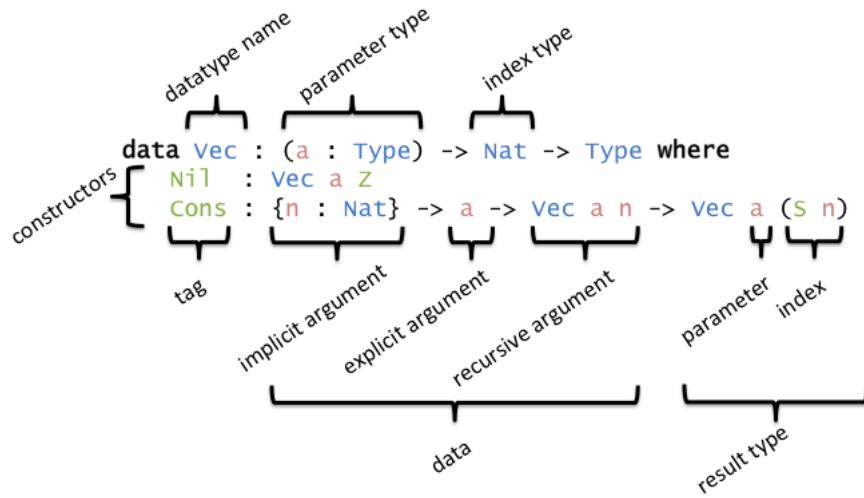 datatype name
parameter type
index type
data Vec : (a : Type) -> Nat -> Type where
constructors
Nil : Vec a Z
Cons : {n : Nat} -> a -> Vec a n -> Vec a (S n)
tag
implicit argument
explicit argument
recursive argument
parameter
index
data
result type